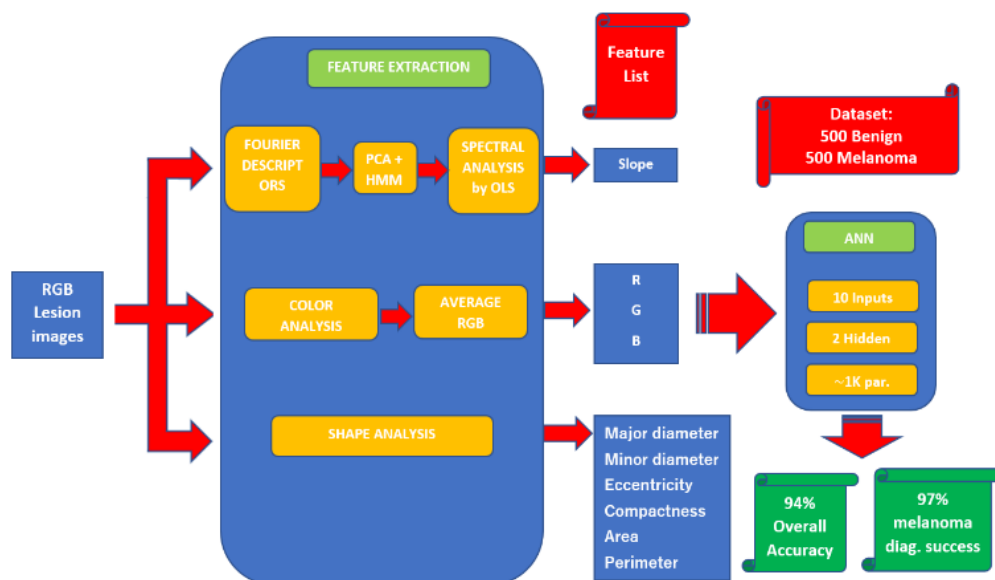 FEATURE EXTRACTION
Feature
List
Dataset:
500 Benign
500 Melanoma
FOURIER
DESCRIPT
ORS
PCA +
HMM
SPECTRAL
ANALYSIS
by OLS
Slope
RGB
Lesion
images
COLOR
ANALYSIS
AVERAGE
RGB
R
G
B
ANN
10 Inputs
2 Hidden
~1K par.
SHAPE ANALYSIS
Major diameter
Minor diameter
Eccentricity
Compactness
Area
Perimeter
94%
Overall
Accuracy
97%
melanoma
diag. success